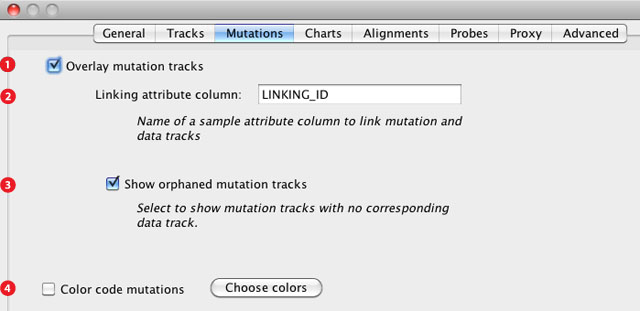 General Tracks Mutations Charts Alignments Probes Proxy Advanced
1 Overlay mutation tracks
2 Linking attribute column: LINKING_ID
Name of a sample attribute column to link mutation and
data tracks
3 Show orphaned mutation tracks
Select to show mutation tracks with no corresponding
data track.
4 Color code mutations Choose colors